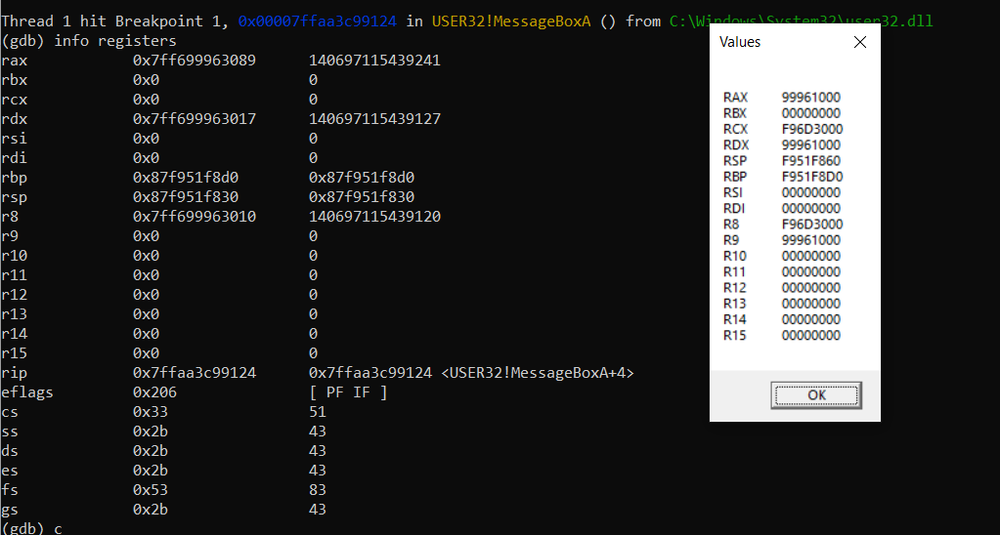 Thread 1 hit Breakpoint 1, 0x00007ffaa3c99124 in USER32!MessageBoxA () from C:\Windows\System32\user32.dll
(gdb) info registers
rax 0x7ff699963089 140697115439241
rbx 0x0 0
rcx 0x0 0
rdx 0x7ff699963017 140697115439127
rsi 0x0 0
rdi 0x0 0
rbp 0x87f951f8d0 0x87f951f8d0
rsp 0x87f951f830 0x87f951f830
r8 0x7ff699963010 140697115439120
r9 0x0 0
r10 0x0 0
r11 0x0 0
r12 0x0 0
r13 0x0 0
r14 0x0 0
r15 0x0 0
rip 0x7ffaa3c99124 0x7ffaa3c99124 <USER32!MessageBoxA+4>
eflags 0x206 [ PF IF ]
cs 0x33 51
ss 0x2b 43
ds 0x2b 43
es 0x2b 43
fs 0x53 83
gs 0x2b 43
(gdb) c
Values
RAX 99961000
RBX 00000000
RCX F96D3000
RDX 99961000
RSP F951F860
RBP F951F8D0
RSI 00000000
RDI 00000000
R8 F96D3000
R9 99961000
R10 00000000
R11 00000000
R12 00000000
R13 00000000
R14 00000000
R15 00000000
OK